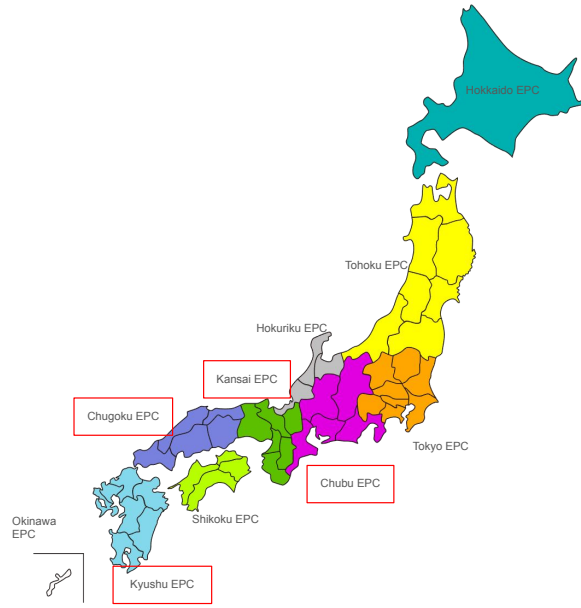 Hokkaido EPC
Tohoku EPC
Hokuriku EPC
Kansai EPC
Chugoku EPC
Tokyo EPC
Chubu EPC
Shikoku EPC
Okinawa
EPC
Kyushu EPC